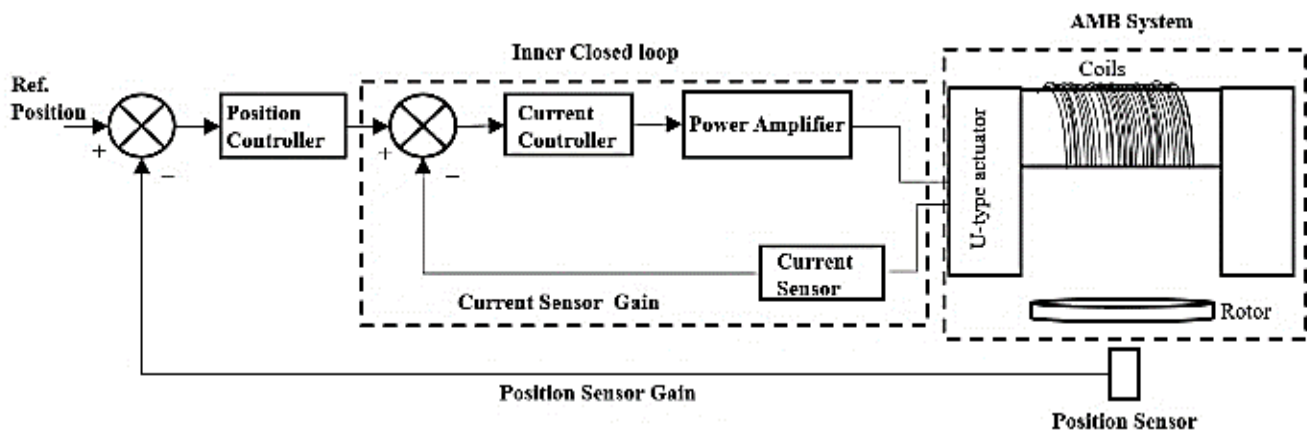 AMB System
Inner Closed loop
Coils
Ref.
Position
+
−
Position
Controller
+
−
Current
Controller
Power Amplifier
U-type actuator
Current
Sensor
Current Sensor Gain
Rotor
Position Sensor Gain
Position Sensor